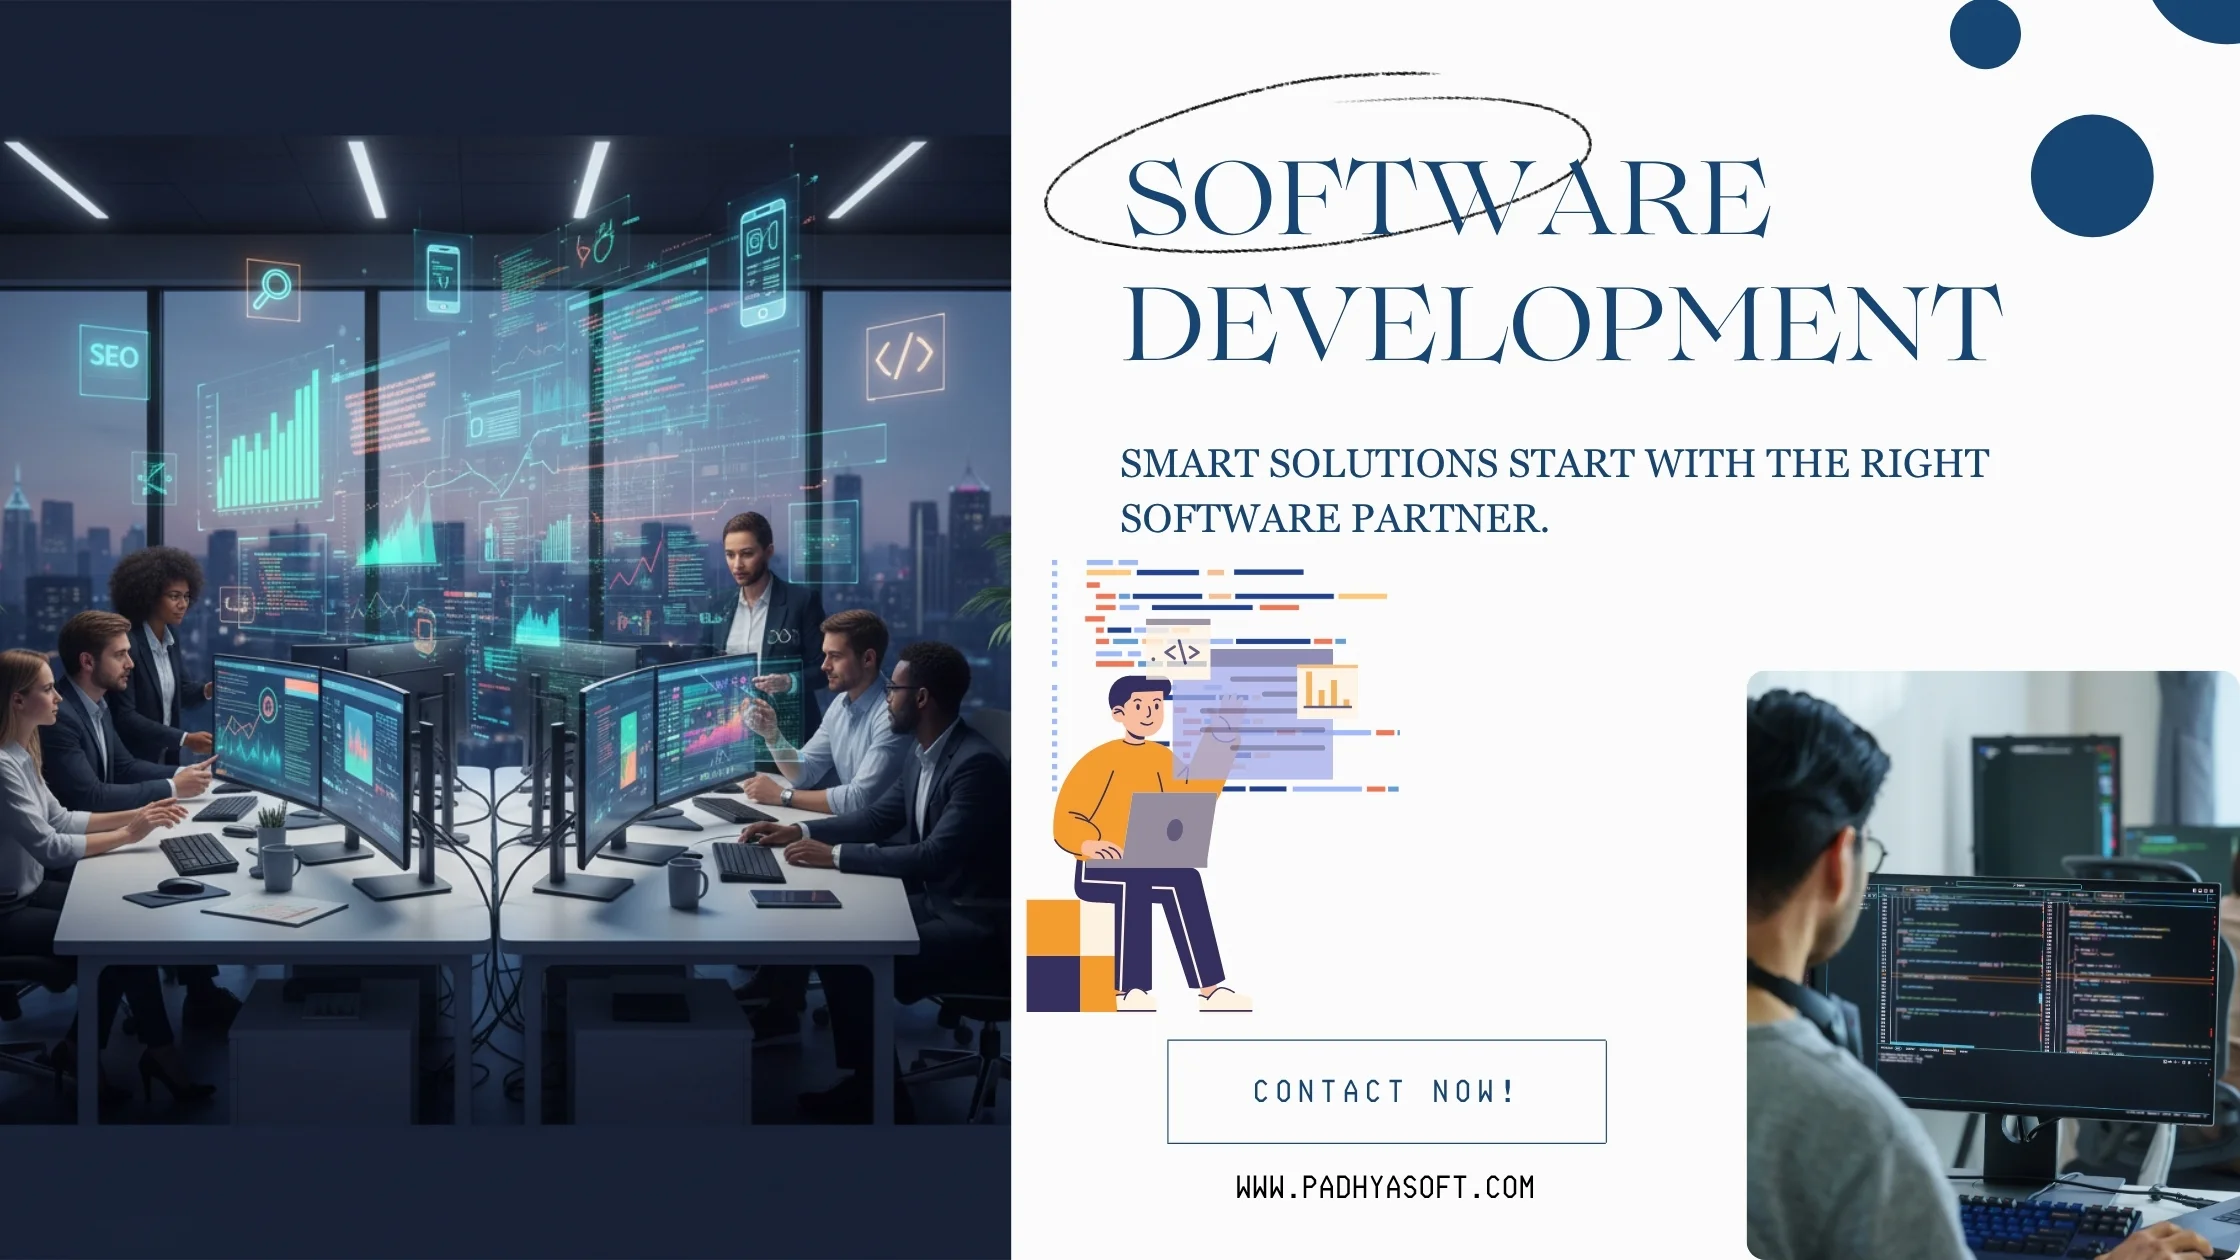 SEO
</>
SOFTWARE
DEVELOPMENT
SMART SOLUTIONS START WITH THE RIGHT
SOFTWARE PARTNER.
</>
CONTACT NOW!
WWW.PADHYASOFT.COM